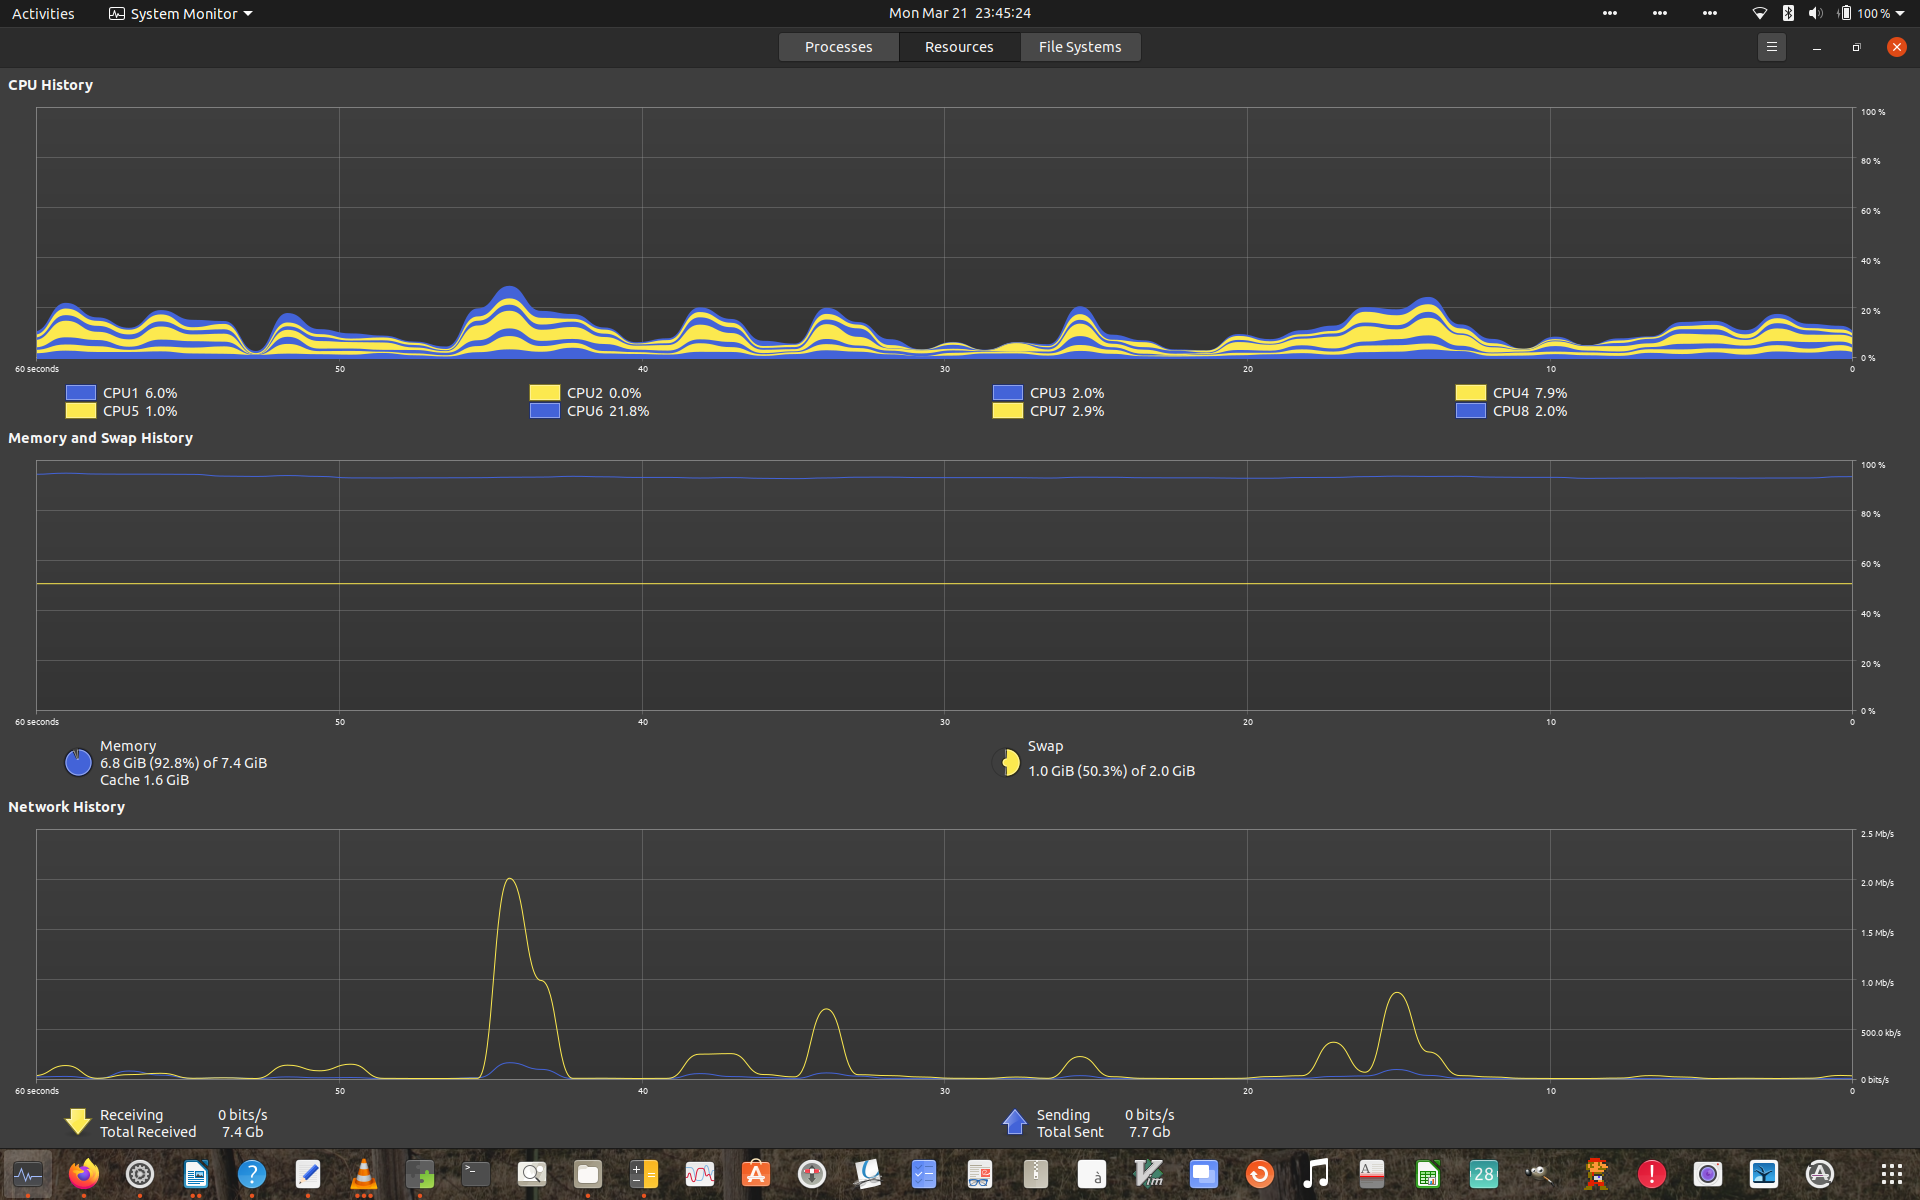 Activities System Monitor Mon Mar 21 23:45:24 100 %
Processes Resources File Systems
CPU History
100 %
80 %
60 %
40 %
20 %
0 %
60 seconds 50 40 30 20 10 0
CPU1 6.0% CPU2 0.0% CPU3 2.0% CPU4 7.9%
CPU5 1.0% CPU6 21.8% CPU7 2.9% CPU8 2.0%
Memory and Swap History
100 %
80 %
60 %
40 %
20 %
0 %
60 seconds 50 40 30 20 10 0
Memory
6.8 GiB (92.8%) of 7.4 GiB
Cache 1.6 GiB
Swap
1.0 GiB (50.3%) of 2.0 GiB
Network History
2.5 Mb/s
2.0 Mb/s
1.5 Mb/s
1.0 Mb/s
500.0 kb/s
0 bits/s
60 seconds 50 40 30 20 10 0
Receiving 0 bits/s
Total Received 7.4 Gb
Sending 0 bits/s
Total Sent 7.7 Gb
? >_ à Vim A 28 !